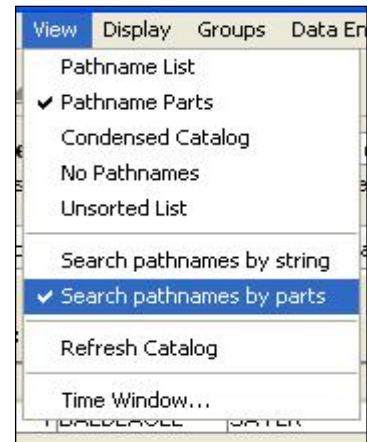 View Display Groups Data En
Pathname List
Pathname Parts
Condensed Catalog
No Pathnames
Unsorted List
Search pathnames by string
Search pathnames by parts
Refresh Catalog
Time Window...